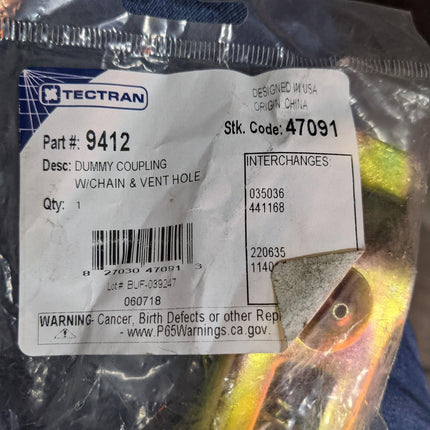 TECTRAN
DESIGNED IN USA
ORIGIN: CHINA
Part #: 9412
Stk. Code: 47091
Desc: DUMMY COUPLING
W/CHAIN & VENT HOLE
Qty: 1
INTERCHANGES:
035036
441168
220635
1140
8 27030 47091 3
Lot# BUF-039247
060718
WARNING- Cancer, Birth Defects or other Rep
- www.P65Warnings.ca.gov.